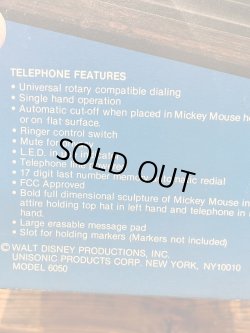 TELEPHONE FEATURES
• Universal rotary compatible dialing
• Single hand operation
• Automatic cut-off when placed in Mickey Mouse
or on flat surface.
• Ringer control switch
• Mute for
• L.E.D. in
• Telephone line
SOLD OUT
• 17 digit last number memory redial
• FCC Approved
• Bold full dimensional sculpture of Mickey Mouse in
attire holding top hat in left hand and telephone in
hand.
• Large erasable message pad
• Slot for holding markers (Markers not included)
© WALT DISNEY PRODUCTIONS, INC.
UNISONIC PRODUCTS CORP. NEW YORK, NY10010
MODEL 6050